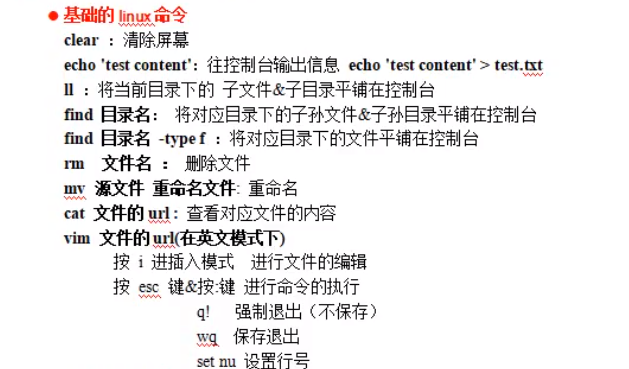 基础的 linux 命令
clear ：清除屏幕
echo 'test content'：往控制台输出信息 echo 'test content' > test.txt
ll ：将当前目录下的 子文件&子目录平铺在控制台
find 目录名： 将对应目录下的子孙文件&子孙目录平铺在控制台
find 目录名 -type f ：将对应目录下的文件平铺在控制台
rm 文件名 ： 删除文件
mv 源文件 重命名文件: 重命名
cat 文件的 url : 查看对应文件的内容
vim 文件的 url(在英文模式下)
按 i 进插入模式 进行文件的编辑
按 esc 键&按:键 进行命令的执行
q! 强制退出（不保存）
wq 保存退出
set nu 设置行号